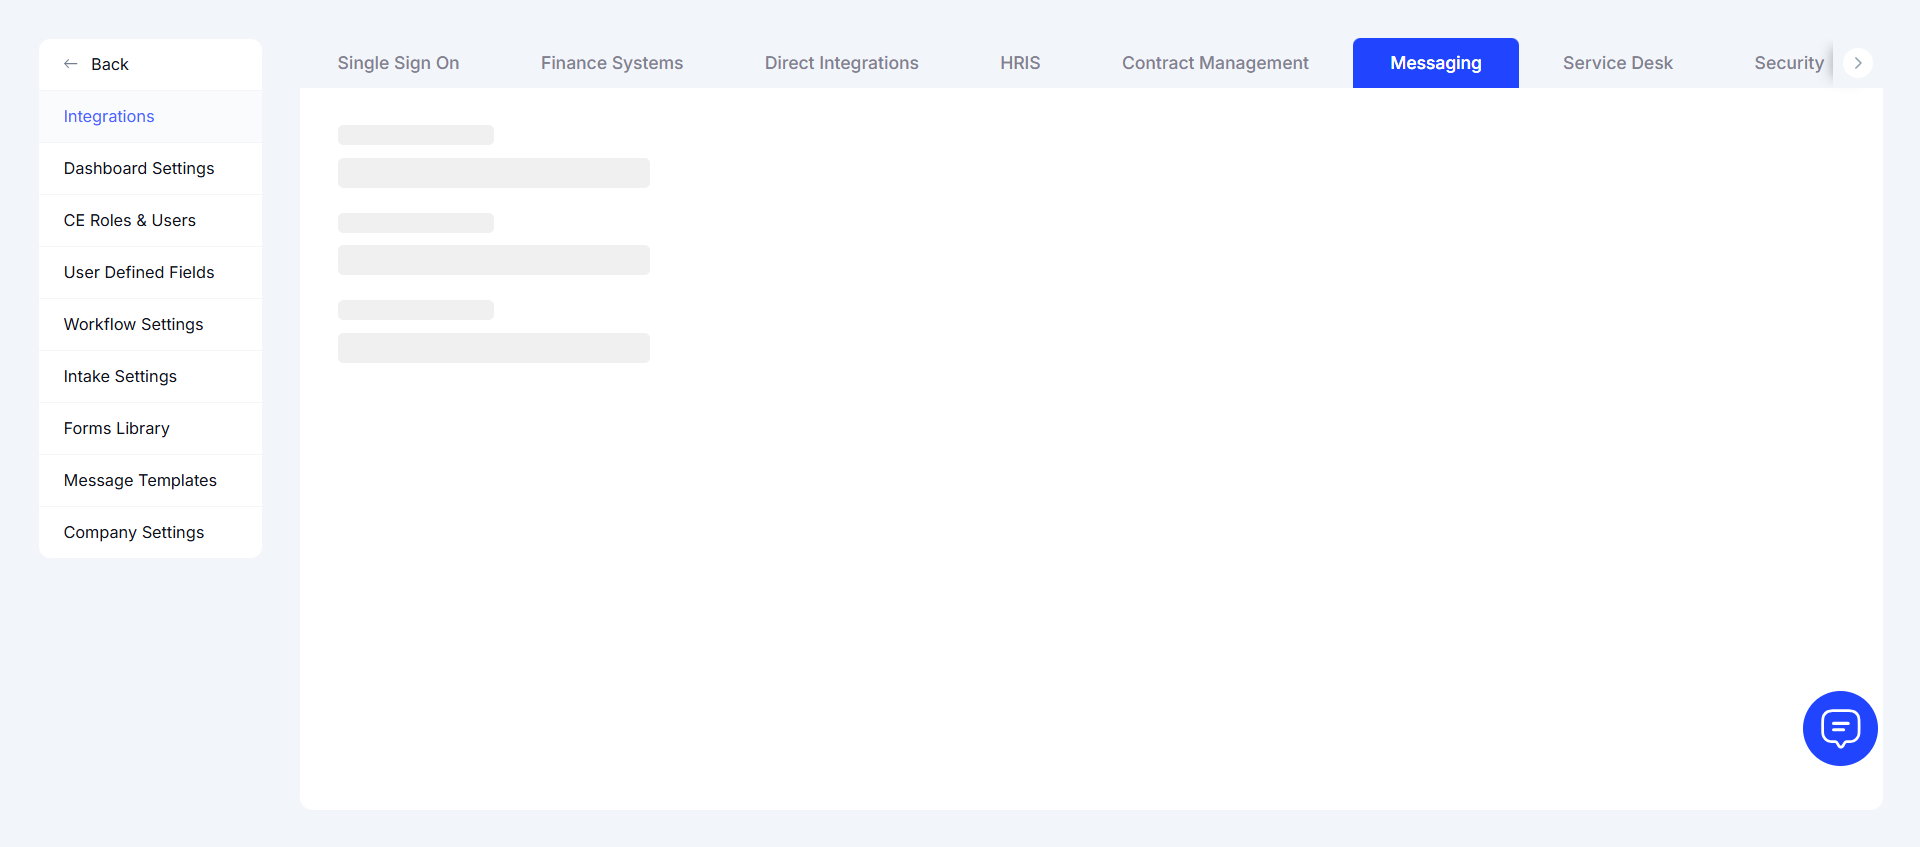 Back
Integrations
Dashboard Settings
CE Roles & Users
User Defined Fields
Workflow Settings
Intake Settings
Forms Library
Message Templates
Company Settings
Single Sign On
Finance Systems
Direct Integrations
HRIS
Contract Management
Messaging
Service Desk
Security